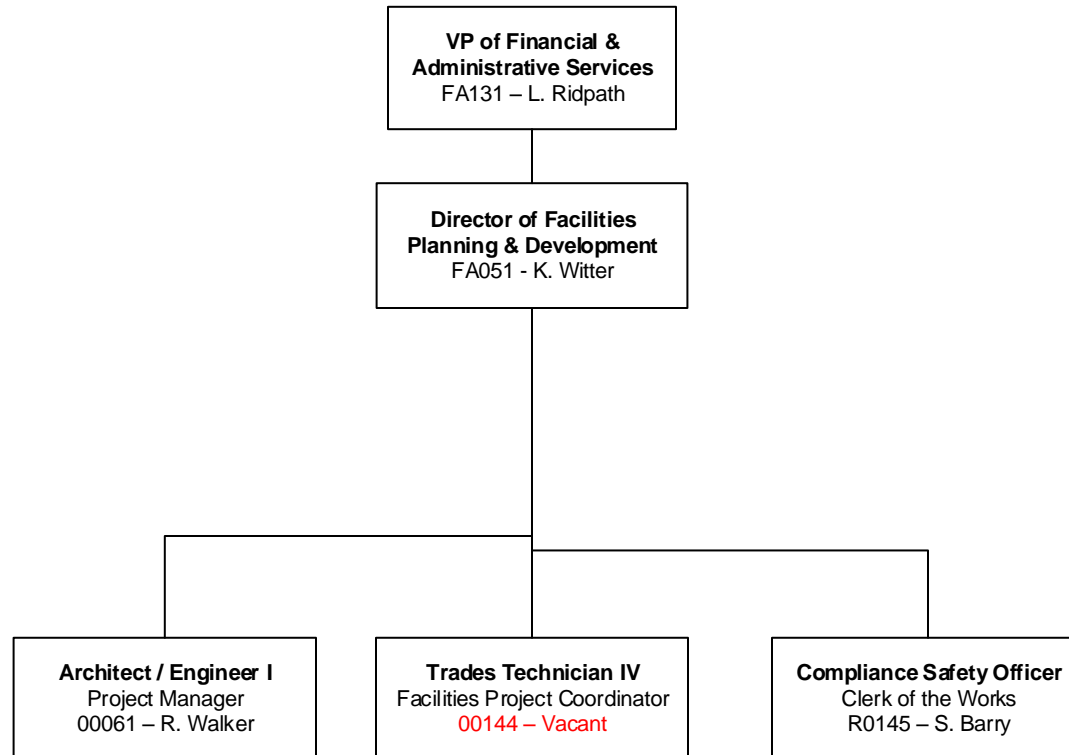 VP of Financial &
Administrative Services
FA131 – L. Ridpath
Director of Facilities
Planning & Development
FA051 - K. Witter
Architect / Engineer I
Project Manager
00061 – R. Walker
Trades Technician IV
Facilities Project Coordinator
00144 – Vacant
Compliance Safety Officer
Clerk of the Works
R0145 – S. Barry